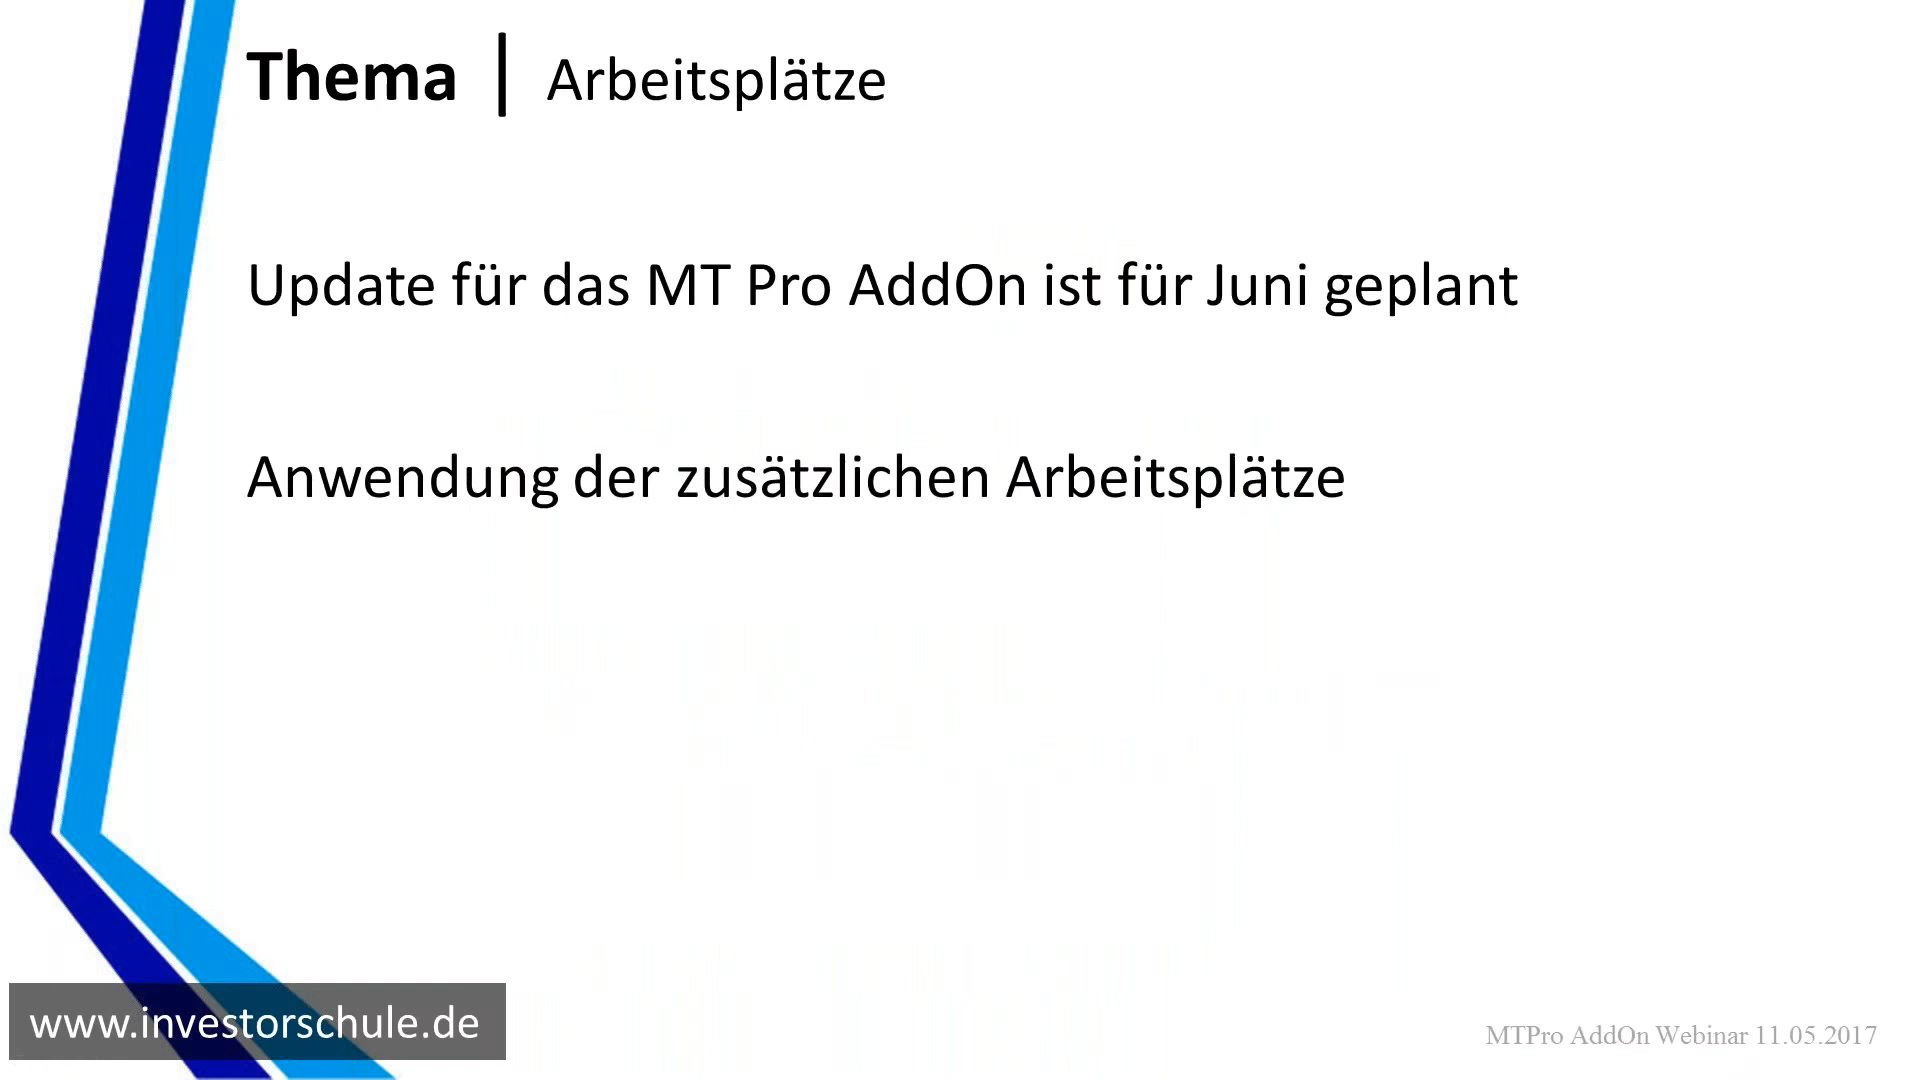 Thema | Arbeitsplätze
Update für das MT Pro AddOn ist für Juni geplant
Anwendung der zusätzlichen Arbeitsplätze
www.investorschule.de
MTPro AddOn Webinar 11.05.2017